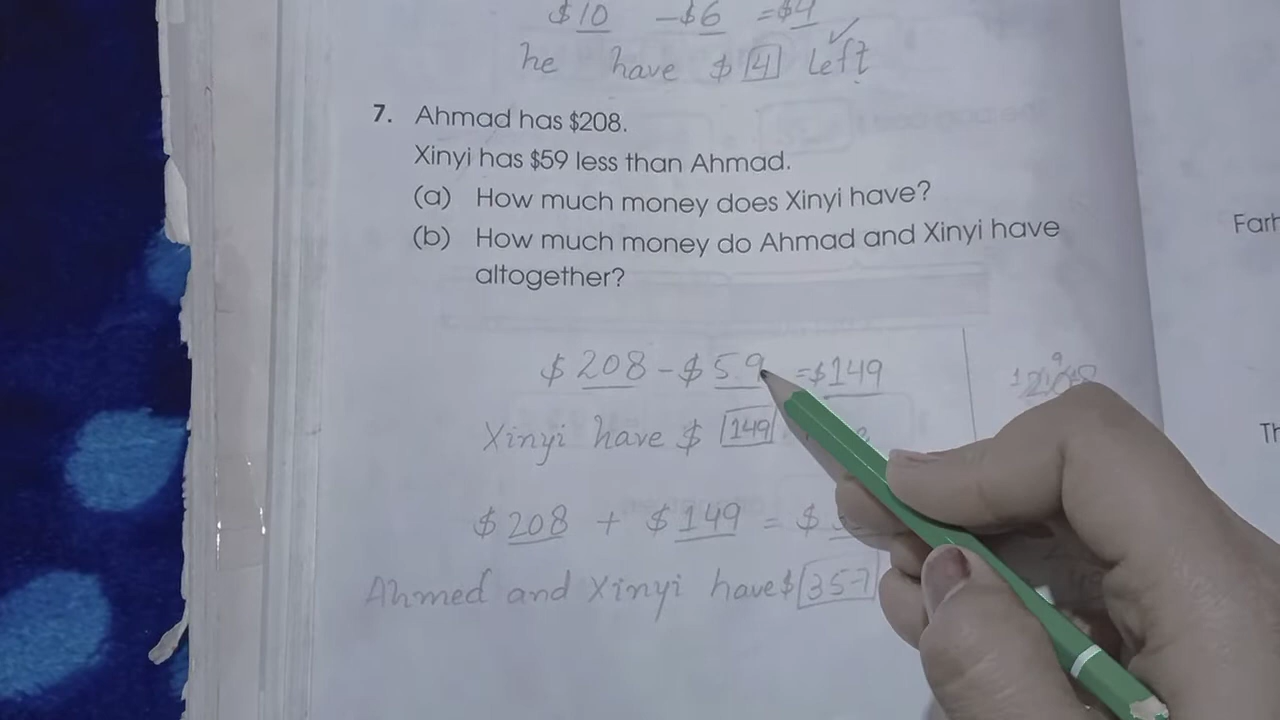 $10 -$6 =$4
he have $ 4 left
7. Ahmad has $208.
Xinyi has $59 less than Ahmad.
(a) How much money does Xinyi have?
(b) How much money do Ahmad and Xinyi have
altogether?
$208 - $59 =$149
Xinyi have $ 149
$208 + $149 = $
Ahmed and Xinyi have $357
Farh
Th